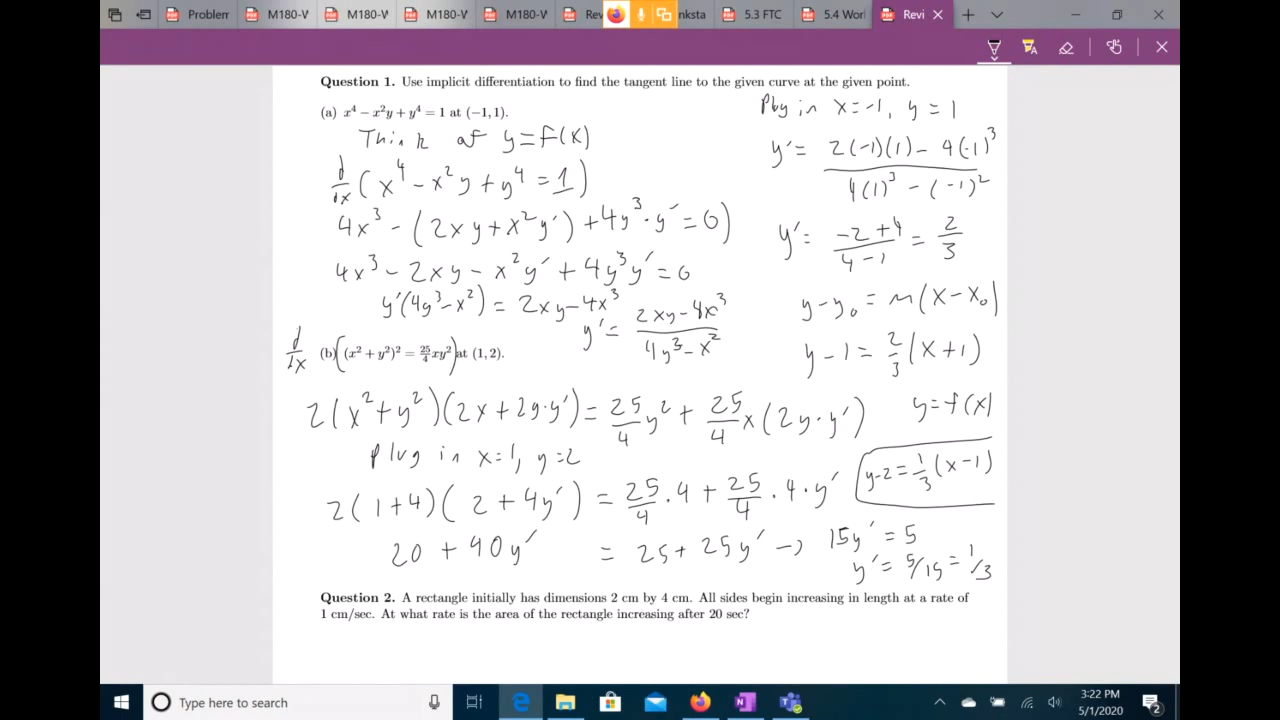 Problem M180-W M180-W M180-W M180-W Rev nksta 5.3 FTC 5.4 Wor Revi
Question 1. Use implicit differentiation to find the tangent line to the given curve at the given point.
(a) x⁴ − x²y + y⁴ = 1 at (−1, 1).
Think of y = f(x)
d/dx (x⁴ − x²y + y⁴ = 1)
4x³ − (2xy + x²y′) + 4y³·y′ = 0)
4x³ − 2xy − x²y′ + 4y³y′ = 0
y′(4y³ − x²) = 2xy − 4x³
y′ = (2xy − 4x³)/(4y³ − x²)
Plug in x = −1, y = 1
y′ = (2(−1)(1) − 4(−1)³)/(4(1)³ − (−1)²)
y′ = (−2 + 4)/(4 − 1) = 2/3
y − y₀ = m(x − x₀)
y − 1 = 2/3 (x + 1)
d/dx (b) ((x² + y²)² = 25/4 xy²) at (1, 2).
2(x² + y²)(2x + 2y·y′) = 25/4 y² + 25/4 x(2y·y′)
y = f(x)
plug in x = 1, y = 2
2(1 + 4)(2 + 4y′) = 25/4 · 4 + 25/4 · 4 · y′
y − 2 = 1/3 (x − 1)
20 + 40y′ = 25 + 25y′ → 15y′ = 5
y′ = 5/15 = 1/3
Question 2. A rectangle initially has dimensions 2 cm by 4 cm. All sides begin increasing in length at a rate of
1 cm/sec. At what rate is the area of the rectangle increasing after 20 sec?
Type here to search
3:22 PM
5/1/2020
2